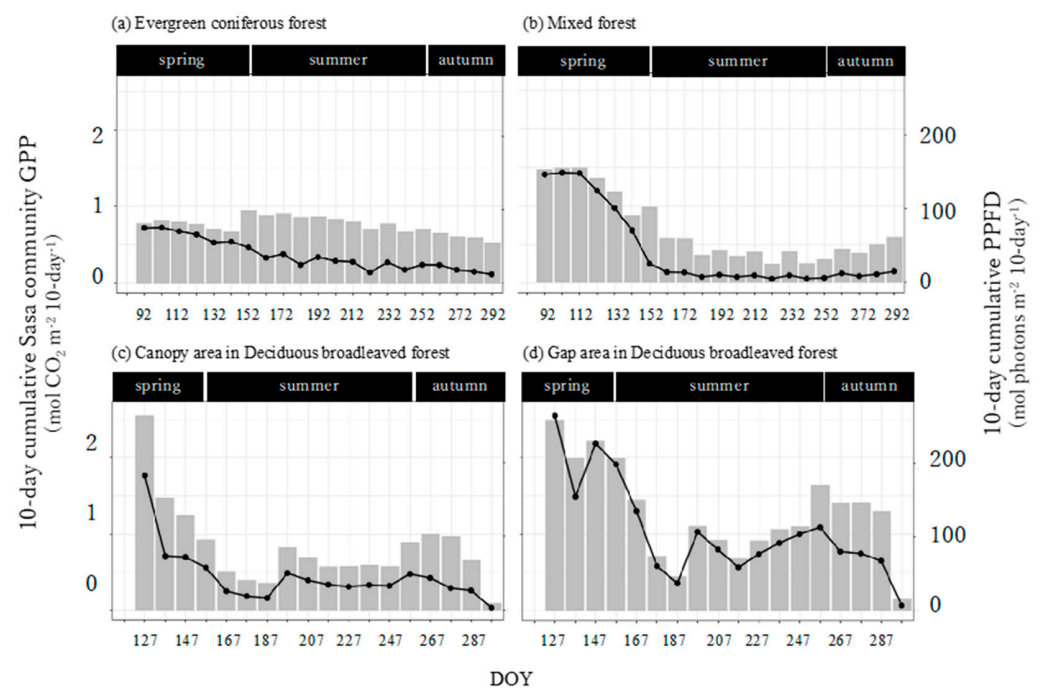 (a) Evergreen coniferous forest
(b) Mixed forest
spring summer autumn
spring summer autumn
10-day cumulative Sasa community GPP
(mol CO2 m-2 10-day-1)
2
1
0
200
100
0
10-day cumulative PPFD
(mol photons m-2 10-day-1)
92 112 132 152 172 192 212 232 252 272 292
92 112 132 152 172 192 212 232 252 272 292
(c) Canopy area in Deciduous broadleaved forest
(d) Gap area in Deciduous broadleaved forest
spring summer autumn
spring summer autumn
2
1
0
200
100
0
127 147 167 187 207 227 247 267 287
127 147 167 187 207 227 247 267 287
DOY